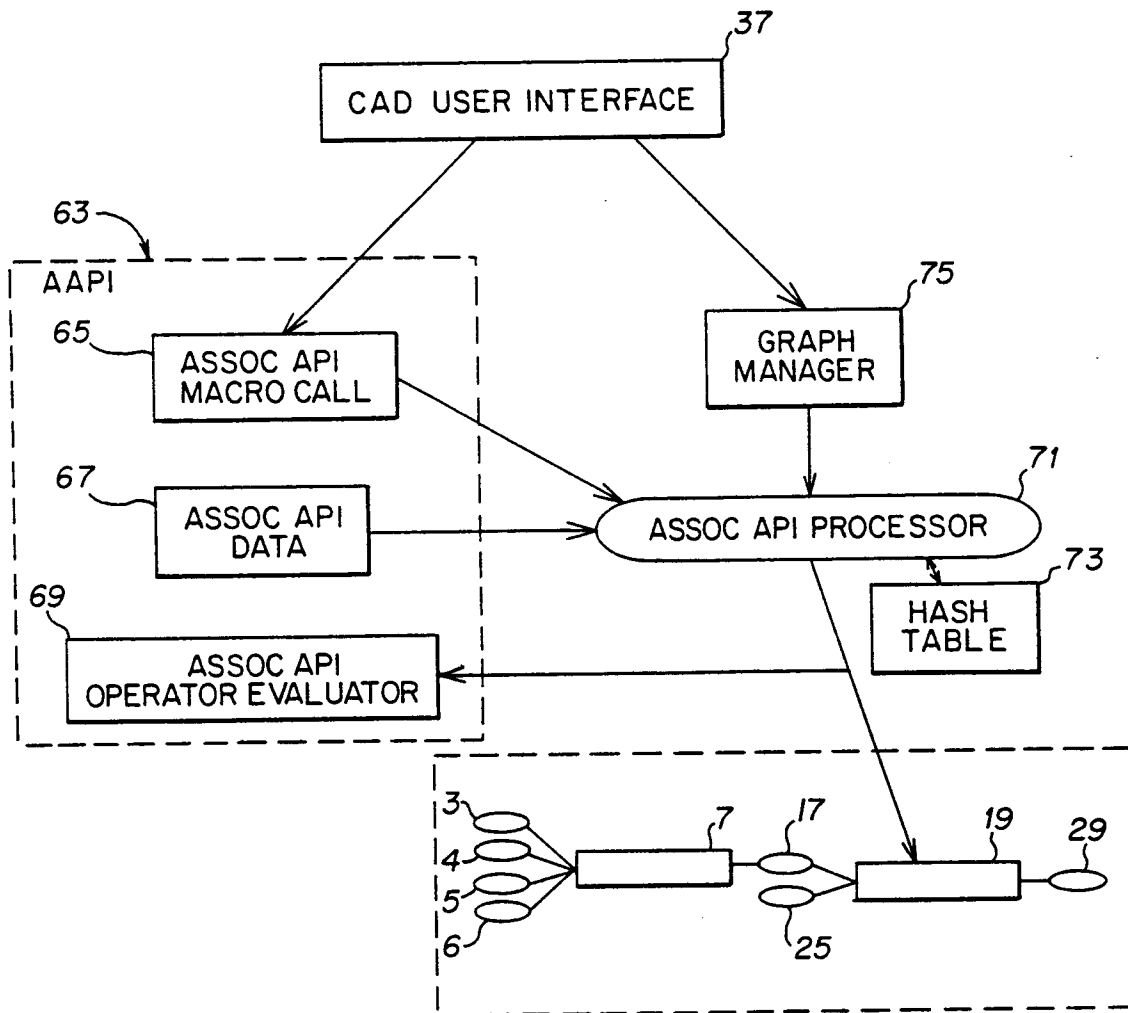 37
CAD USER INTERFACE
63
AAPI
75
65
ASSOC API
MACRO CALL
GRAPH
MANAGER
67
ASSOC API
DATA
71
ASSOC API PROCESSOR
73
HASH
TABLE
69
ASSOC API
OPERATOR EVALUATOR
3
4
5
6
7
17
25
19
29